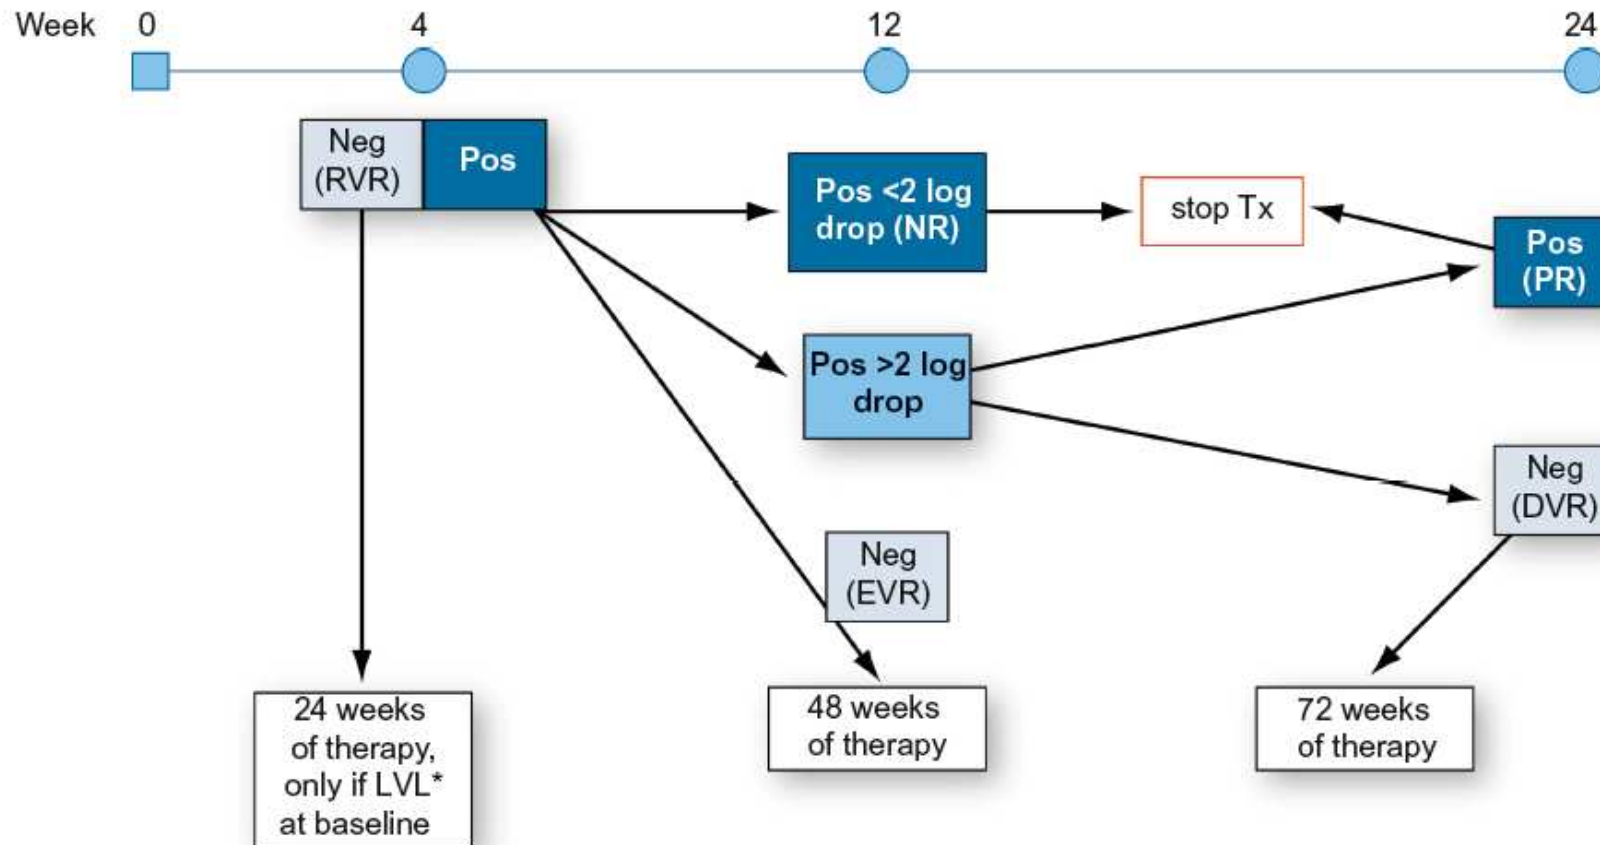 Week 0 4 12 24
Neg
(RVR)
Pos
Pos <2 log
drop (NR)
stop Tx
Pos
(PR)
Pos >2 log
drop
Neg
(DVR)
Neg
(EVR)
24 weeks
of therapy,
only if LVL*
at baseline
48 weeks
of therapy
72 weeks
of therapy